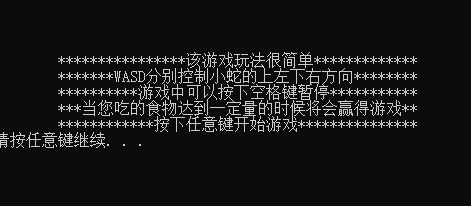 ****************该游戏玩法很简单*************
*******WASD分别控制小蛇的上左下右方向********
**********游戏中可以按下空格键暂停***********
***当您吃的食物达到一定量的时候将会赢得游戏**
************按下任意键开始游戏***************
请按任意键继续. . .